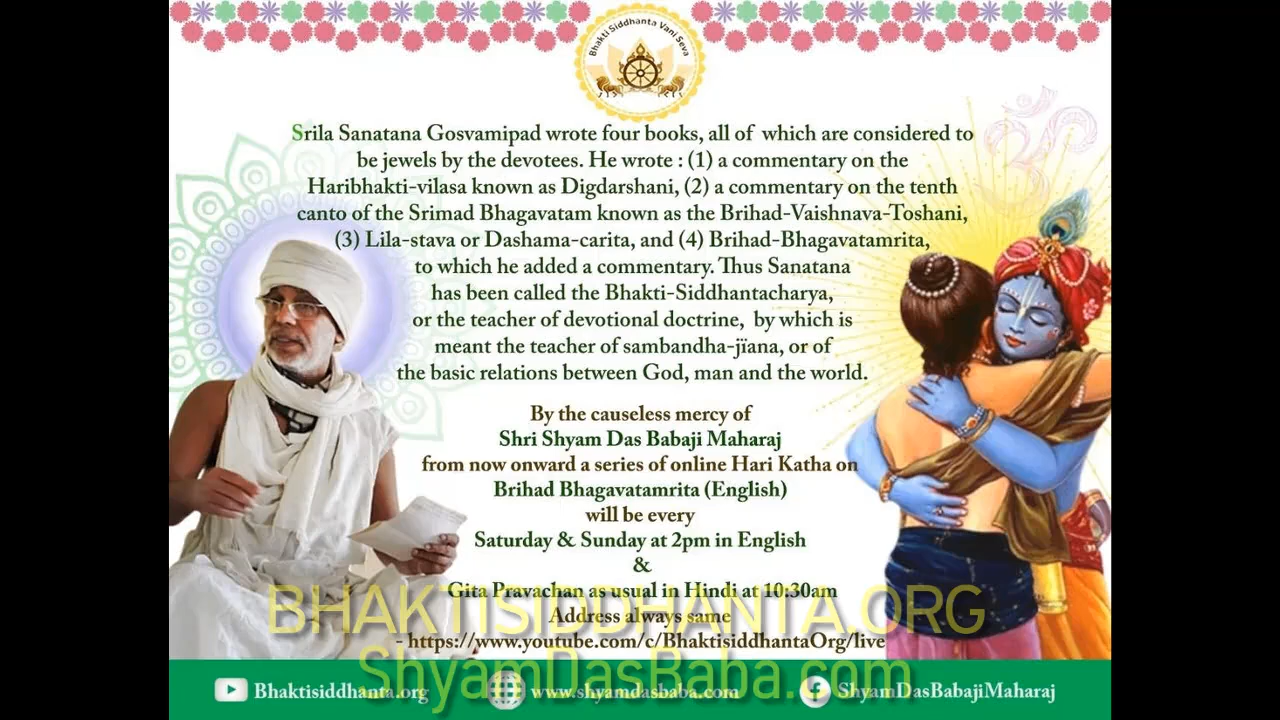 Bhakti Siddhanta Vani Seva
Srila Sanatana Gosvamipad wrote four books, all of which are considered to
be jewels by the devotees. He wrote : (1) a commentary on the
Haribhakti-vilasa known as Digdarshani, (2) a commentary on the tenth
canto of the Srimad Bhagavatam known as the Brihad-Vaishnava-Toshani,
(3) Lila-stava or Dashama-carita, and (4) Brihad-Bhagavatamrita,
to which he added a commentary. Thus Sanatana
has been called the Bhakti-Siddhantacharya,
or the teacher of devotional doctrine, by which is
meant the teacher of sambandha-jïana, or of
the basic relations between God, man and the world.
By the causeless mercy of
Shri Shyam Das Babaji Maharaj
from now onward a series of online Hari Katha on
Brihad Bhagavatamrita (English)
will be every
Saturday & Sunday at 2pm in English
&
Gita Pravachan as usual in Hindi at 10:30am
BHAKTISIDDHANTA.ORG
Address always same
- https://www.youtube.com/c/BhaktisiddhantaOrg/live
ShyamDasBaba.com
Bhaktisiddhanta.org www.shyamdasbaba.com ShyamDasBabajiMaharaj